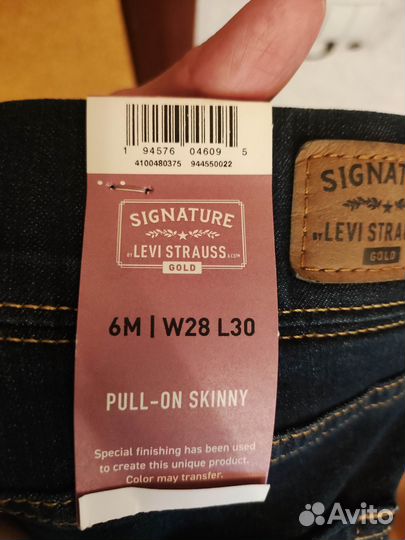 1 94576 04609 5
4100480375 944550022
SIGNATURE
BY LEVI STRAUSS & CO™
GOLD
6M | W28 L30
PULL-ON SKINNY
Special finishing has been used
to create this unique product.
Color may transfer.
SIGNATURE
BY LEVI STRAUSS
GOLD
Avito